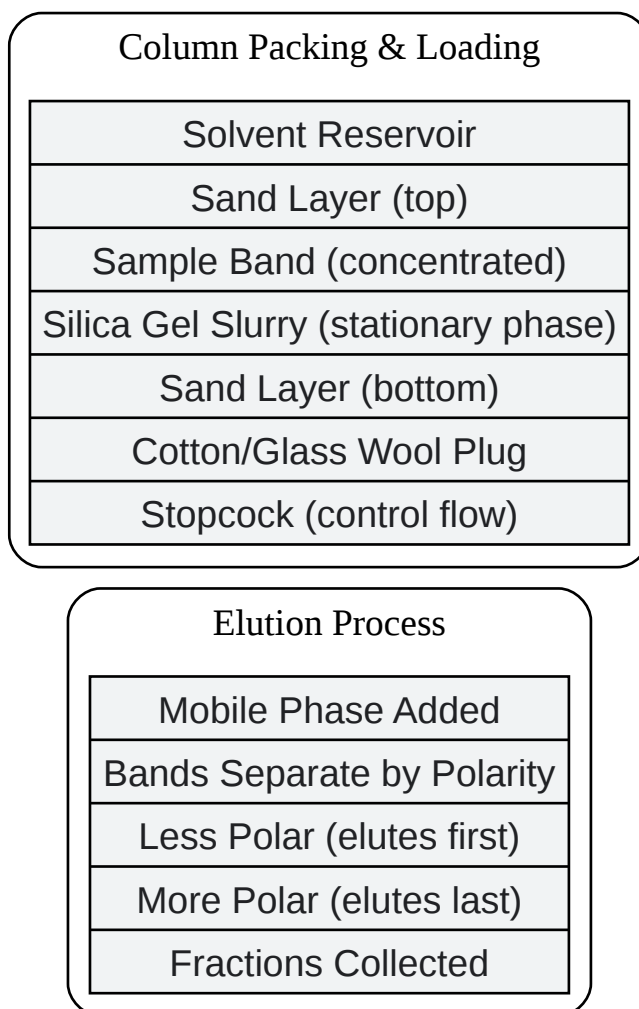 Column Packing & Loading
Solvent Reservoir
Sand Layer (top)
Sample Band (concentrated)
Silica Gel Slurry (stationary phase)
Sand Layer (bottom)
Cotton/Glass Wool Plug
Stopcock (control flow)
Elution Process
Mobile Phase Added
Bands Separate by Polarity
Less Polar (elutes first)
More Polar (elutes last)
Fractions Collected